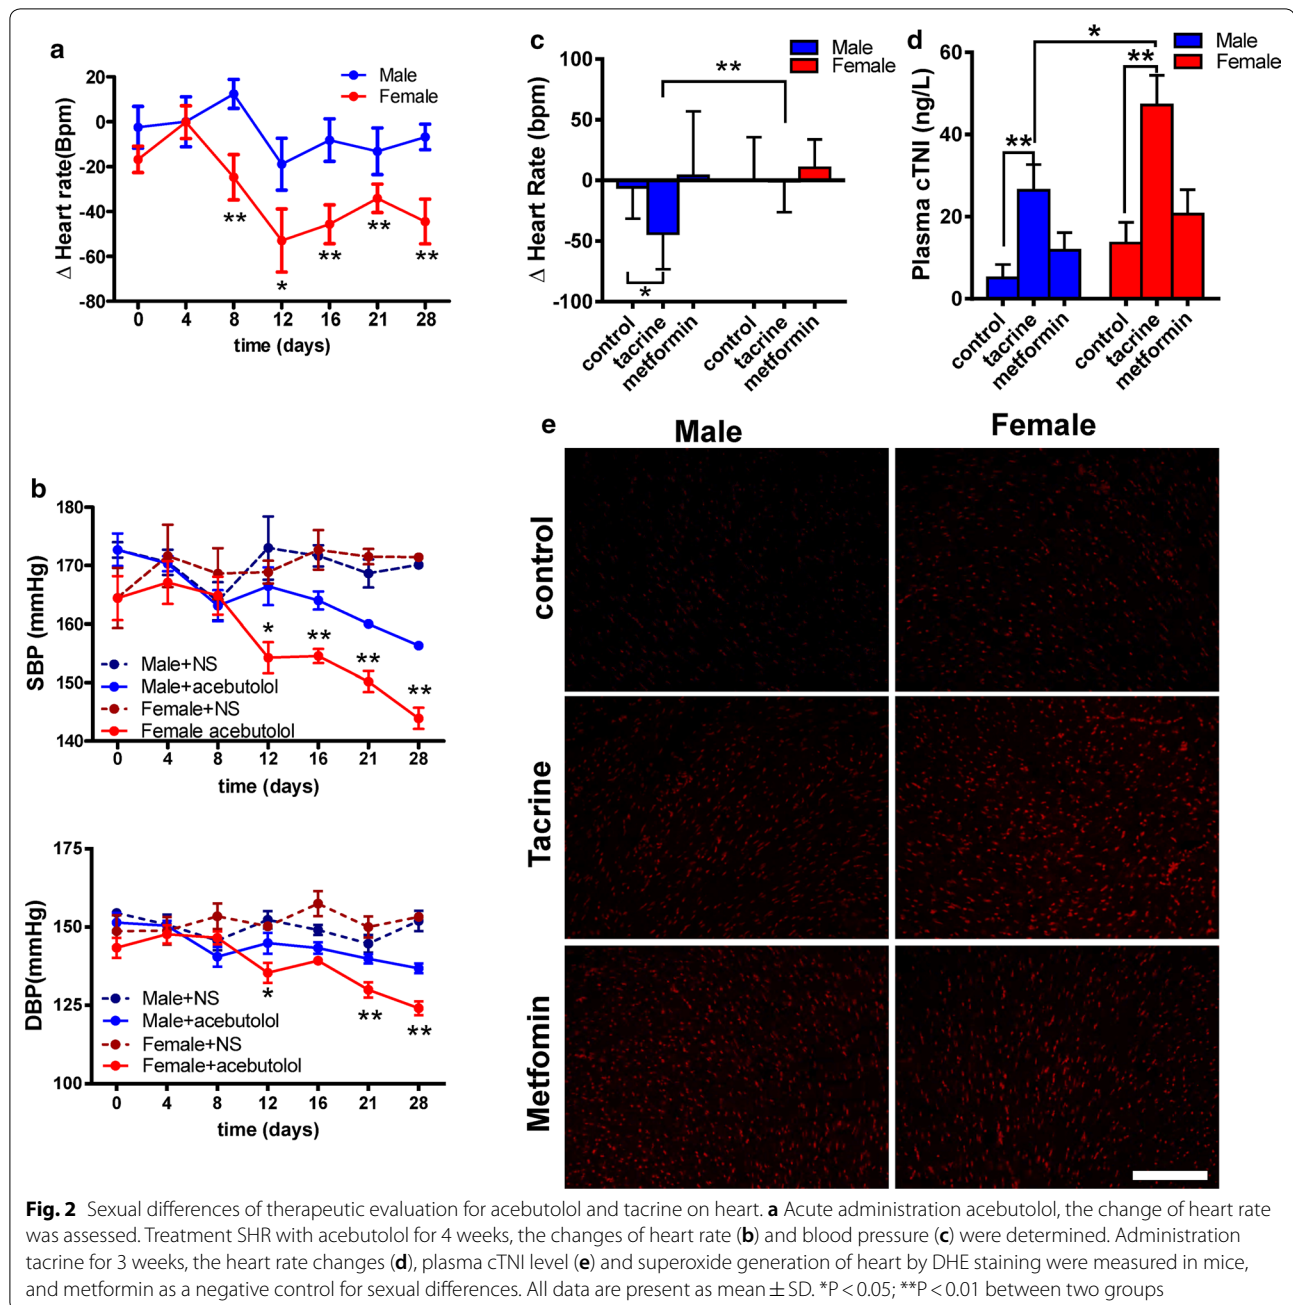 a
Male
Female
20
0
-20
-40
-60
-80
Δ Heart rate(Bpm)
**
*
**
**
**
0 4 8 12 16 21 28
time (days)
c
Male
Female
100
50
0
-50
-100
Δ Heart Rate (bpm)
**
*
control
tacrine
metformin
control
tacrine
metformin
d
Male
Female
60
40
20
0
Plasma cTNI (ng/L)
*
**
**
control
tacrine
metformin
control
tacrine
metformin
b
180
170
160
150
140
SBP (mmHg)
*
**
**
**
Male+NS
Male+acebutolol
Female+NS
Female acebutolol
0 4 8 12 16 21 28
time (days)
175
150
125
100
DBP(mmHg)
*
**
**
Male+NS
Male+acebutolol
Female+NS
Female+acebutolol
0 4 8 12 16 21 28
time (days)
e
Male Female
control
Tacrine
Metfomin
Fig. 2 Sexual differences of therapeutic evaluation for acebutolol and tacrine on heart. a Acute administration acebutolol, the change of heart rate
was assessed. Treatment SHR with acebutolol for 4 weeks, the changes of heart rate (b) and blood pressure (c) were determined. Administration
tacrine for 3 weeks, the heart rate changes (d), plasma cTNI level (e) and superoxide generation of heart by DHE staining were measured in mice,
and metformin as a negative control for sexual differences. All data are present as mean ± SD. *P < 0.05; **P < 0.01 between two groups